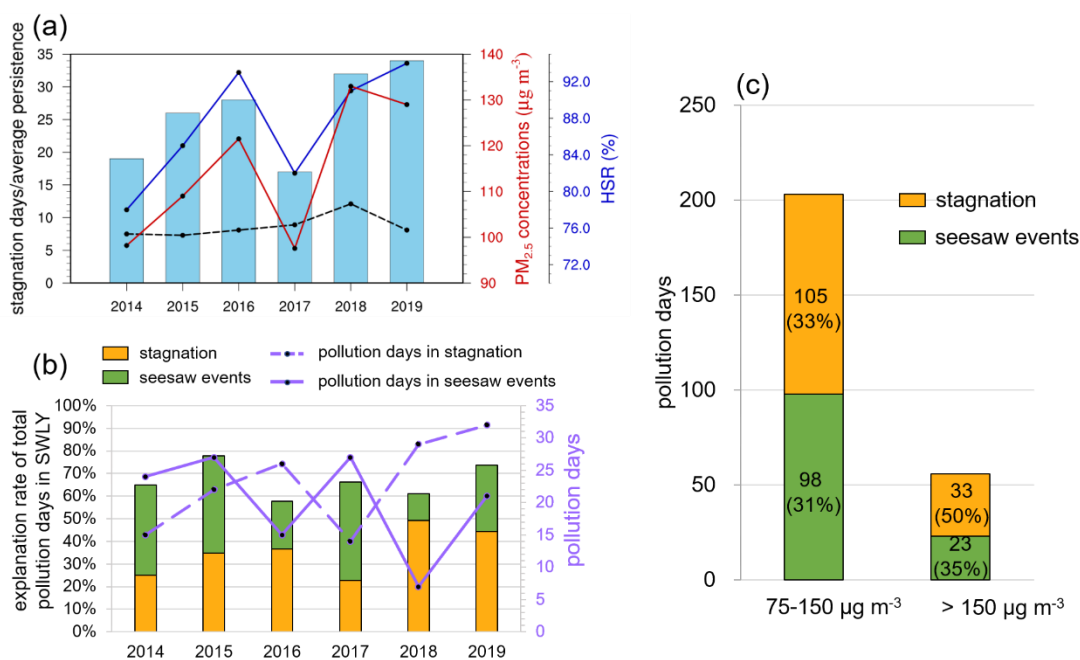 (a)
stagnation days/average persistence
35
30
25
20
15
10
5
0
2014 2015 2016 2017 2018 2019
140
130
120
110
100
90
PM2.5 concentrations (µg m-3)
92.0
88.0
84.0
80.0
76.0
72.0
HSR (%)
(b)
stagnation
seesaw events
pollution days in stagnation
pollution days in seesaw events
explanation rate of total
pollution days in SWLY
100%
90%
80%
70%
60%
50%
40%
30%
20%
10%
0%
2014 2015 2016 2017 2018 2019
35
30
25
20
15
10
5
0
pollution days
(c)
pollution days
250
200
150
100
50
0
stagnation
seesaw events
105
(33%)
98
(31%)
33
(50%)
23
(35%)
75-150 µg m-3 > 150 µg m-3